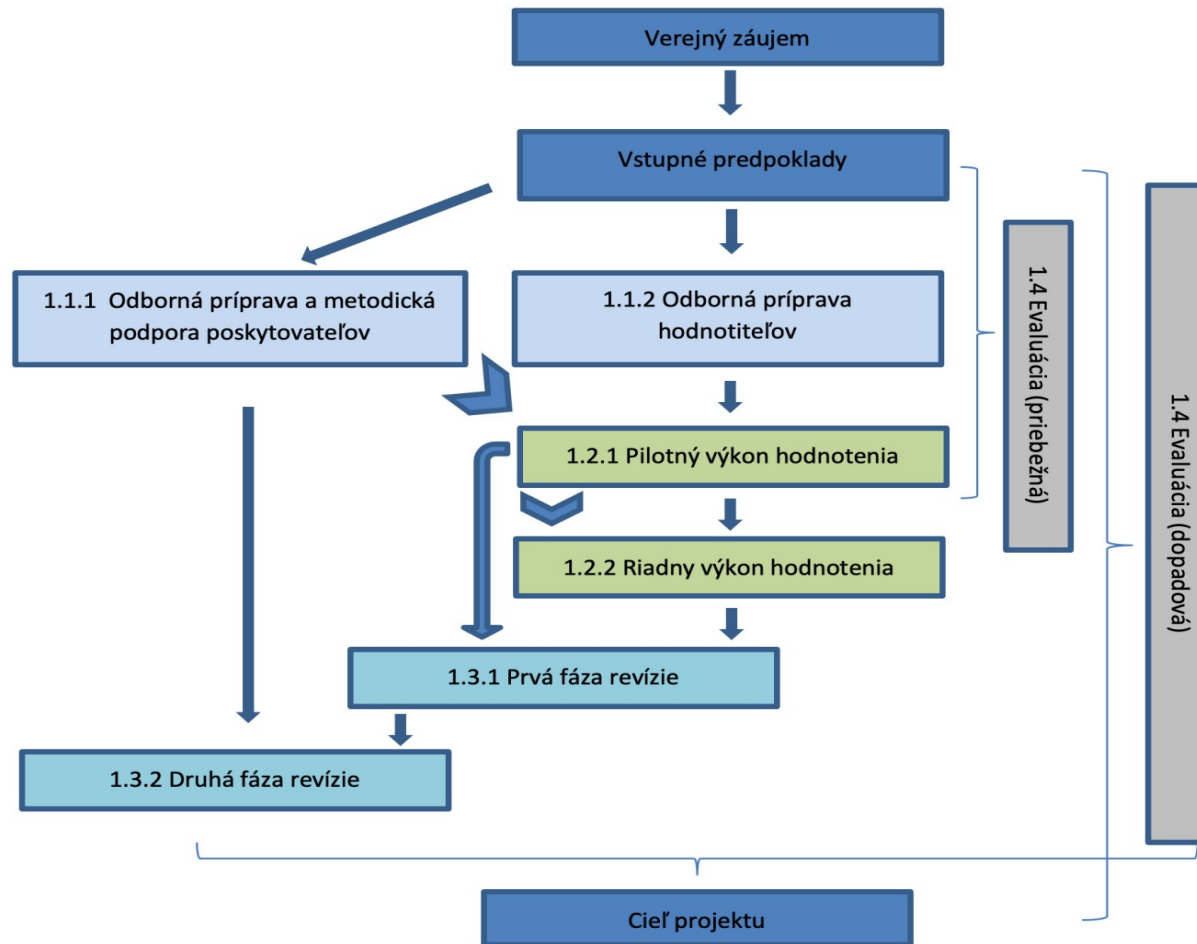 Verejný záujem
Vstupné predpoklady
1.1.1 Odborná príprava a metodická
podpora poskytovateľov
1.1.2 Odborná príprava
hodnotiteľov
1.2.1 Pilotný výkon hodnotenia
1.2.2 Riadny výkon hodnotenia
1.3.1 Prvá fáza revízie
1.3.2 Druhá fáza revízie
Cieľ projektu
1.4 Evaluácia (priebežná)
1.4 Evaluácia (dopadová)